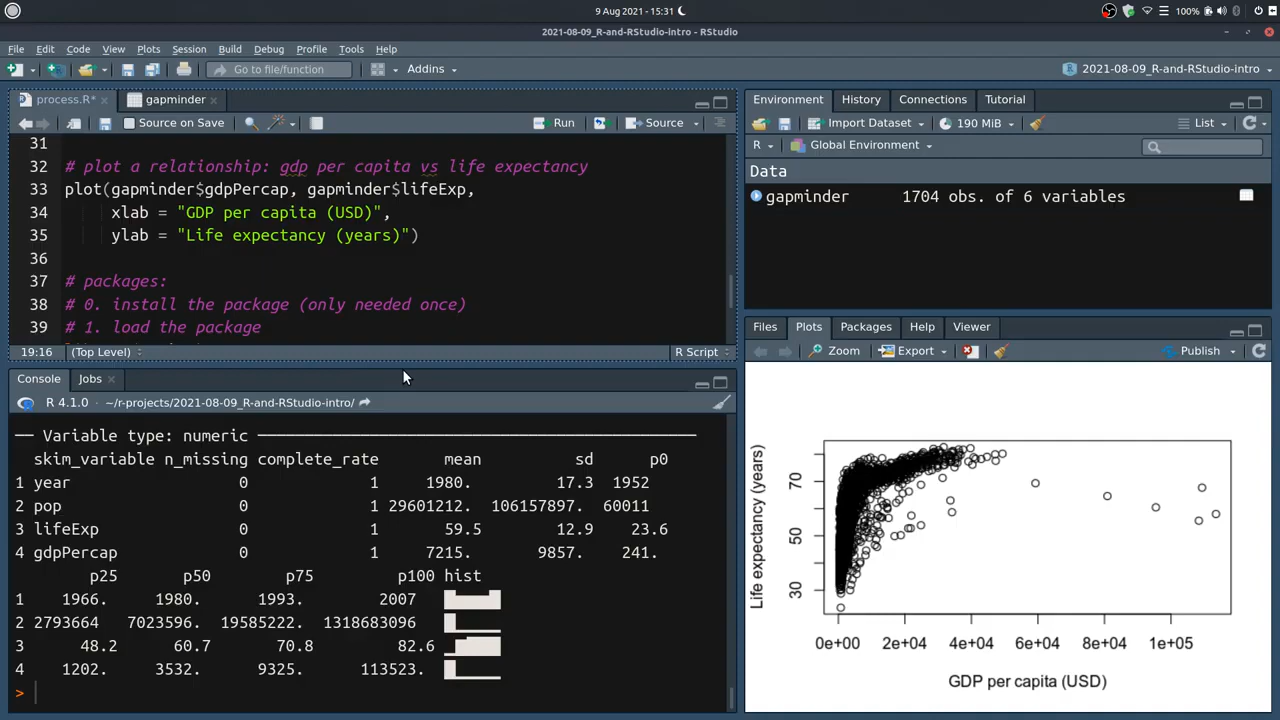 9 Aug 2021 - 15:31
100%
2021-08-09_R-and-RStudio-intro - RStudio
File Edit Code View Plots Session Build Debug Profile Tools Help
Go to file/function
Addins
2021-08-09_R-and-RStudio-intro
process.R*
gapminder
Source on Save
Run
Source
31
32 # plot a relationship: gdp per capita vs life expectancy
33 plot(gapminder$gdpPercap, gapminder$lifeExp,
34 xlab = "GDP per capita (USD)",
35 ylab = "Life expectancy (years)")
36
37 # packages:
38 # 0. install the package (only needed once)
39 # 1. load the package
19:16 (Top Level)
R Script
Console Jobs
R 4.1.0 · ~/r-projects/2021-08-09_R-and-RStudio-intro/
── Variable type: numeric ──────────────────────────────
skim_variable n_missing complete_rate mean sd p0
1 year 0 1 1980. 17.3 1952
2 pop 0 1 29601212. 106157897. 60011
3 lifeExp 0 1 59.5 12.9 23.6
4 gdpPercap 0 1 7215. 9857. 241.
p25 p50 p75 p100 hist
1 1966. 1980. 1993. 2007
2 2793664 7023596. 19585222. 1318683096
3 48.2 60.7 70.8 82.6
4 1202. 3532. 9325. 113523.
>
Environment History Connections Tutorial
Import Dataset
190 MiB
List
R
Global Environment
Data
gapminder 1704 obs. of 6 variables
Files Plots Packages Help Viewer
Zoom
Export
Publish
Life expectancy (years)
70
50
30
0e+00 2e+04 4e+04 6e+04 8e+04 1e+05
GDP per capita (USD)